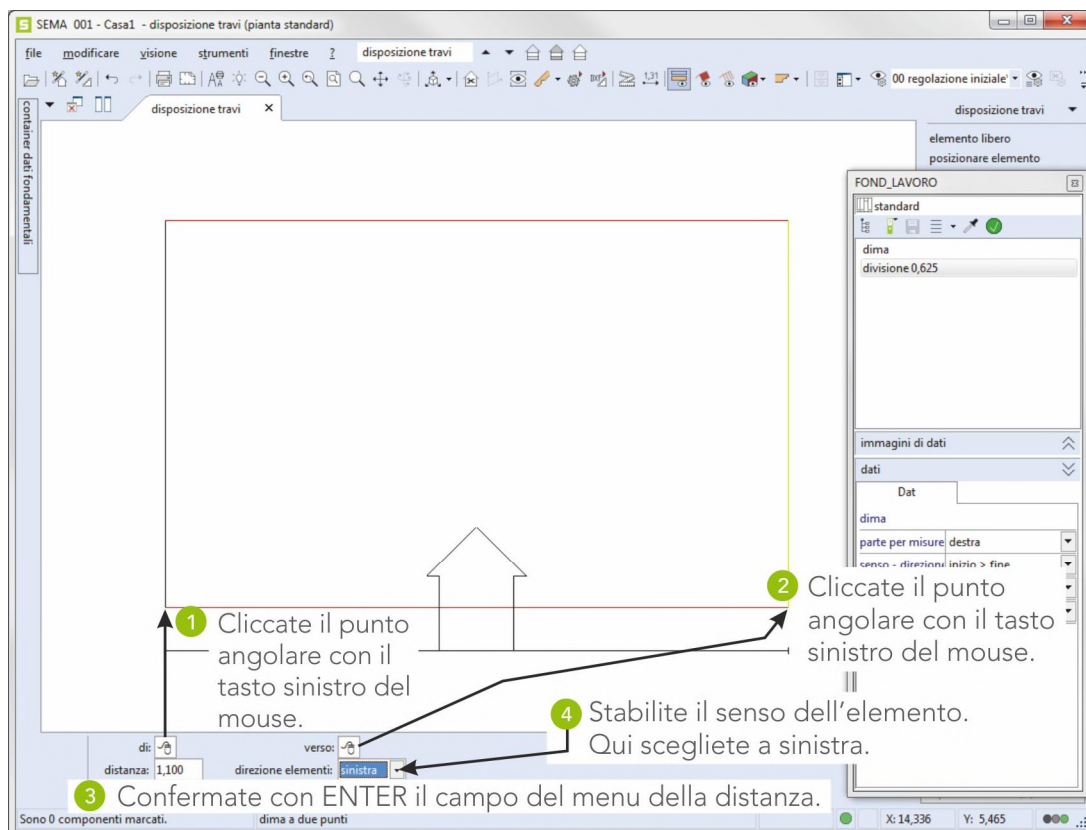 SEMA 001 - Casa1 - disposizione travi (pianta standard)
file modificare visione strumenti finestre ? disposizione travi
1,31 00 regolazione iniziale'
disposizione travi
disposizione travi
container dati fondamentali
elemento libero
posizionare elemento
FOND_LAVORO
standard
dima
divisione 0,625
immagini di dati
dati
Dat
dima
parte per misure destra
senso - direzione inizio > fine
1 Cliccate il punto
angolare con il
tasto sinistro del
mouse.
2 Cliccate il punto
angolare con il tasto
sinistro del mouse.
4 Stabilite il senso dell'elemento.
Qui scegliete a sinistra.
di: verso:
distanza: 1,100 direzione elementi: sinistra
3 Confermate con ENTER il campo del menu della distanza.
Sono 0 componenti marcati. dima a due punti X: 14,336 Y: 5,465